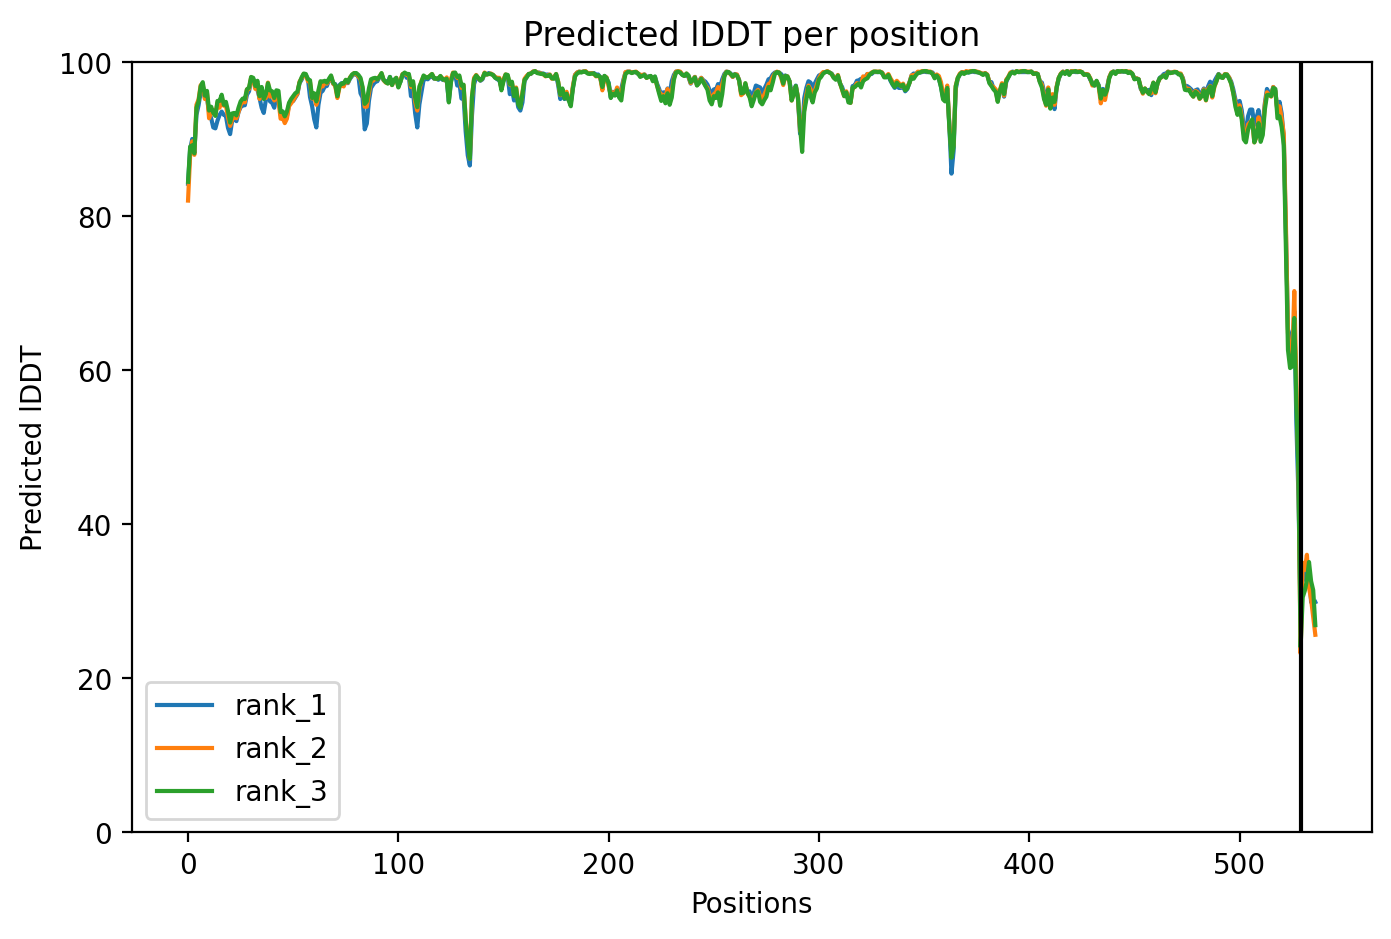 Predicted lDDT per position
100
80
60
40
20
0
Predicted lDDT
rank_1
rank_2
rank_3
0 100 200 300 400 500
Positions